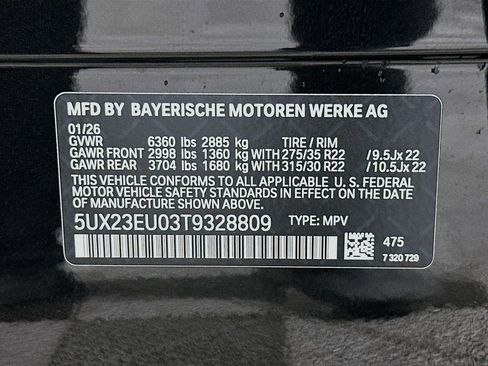 MFD BY BAYERISCHE MOTOREN WERKE AG
01/26
GVWR 6360 lbs 2885 kg TIRE / RIM
GAWR FRONT 2998 lbs 1360 kg WITH 275/35 R22 /9.5Jx 22
GAWR REAR 3704 lbs 1680 kg WITH 315/30 R22 /10.5Jx 22
THIS VEHICLE CONFORMS TO ALL APPLICABLE U. S. FEDERAL
MOTOR VEHICLE SAFETY STANDARDS IN EFFECT ON THE DATE
OF MANUFACTURE SHOWN ABOVE.
5UX23EU03T9328809 TYPE: MPV
475
7 320 729